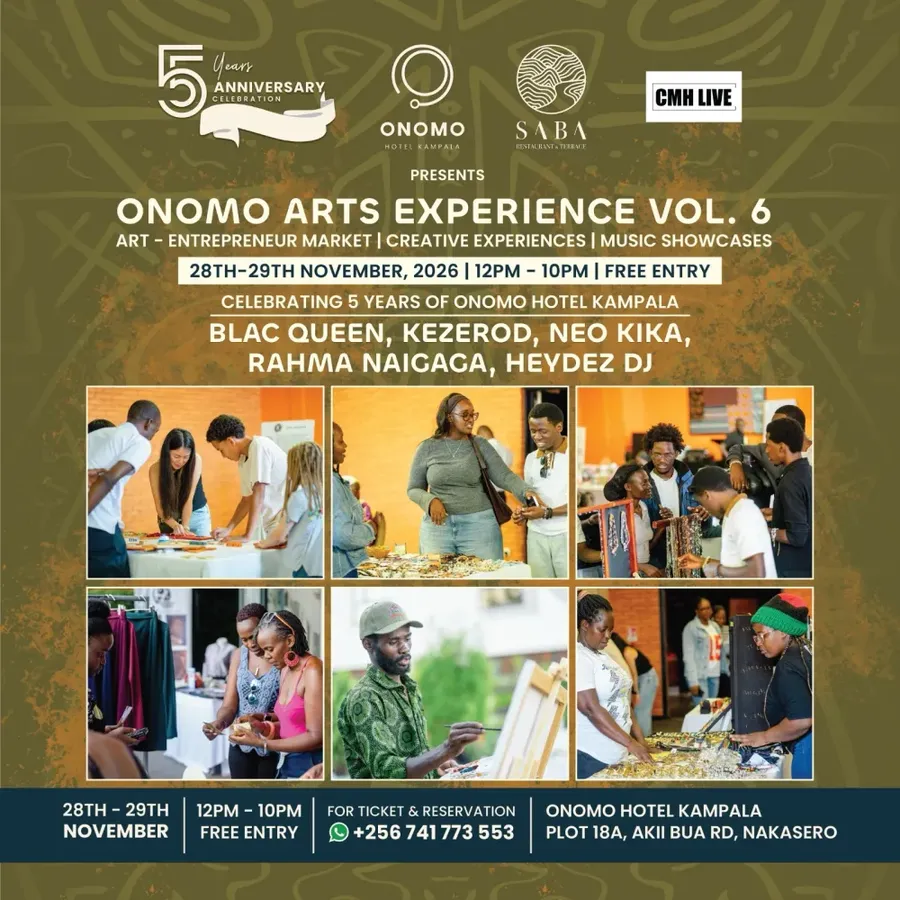 5 Years
ANNIVERSARY
CELEBRATION
ONOMO
HOTEL KAMPALA
SABA
RESTAURANT & TERRACE
CMH LIVE
PRESENTS
ONOMO ARTS EXPERIENCE VOL. 6
ART - ENTREPRENEUR MARKET | CREATIVE EXPERIENCES | MUSIC SHOWCASES
28TH-29TH NOVEMBER, 2026 | 12PM - 10PM | FREE ENTRY
CELEBRATING 5 YEARS OF ONOMO HOTEL KAMPALA
BLAC QUEEN, KEZEROD, NEO KIKA,
RAHMA NAIGAGA, HEYDEZ DJ
28TH - 29TH
NOVEMBER
12PM - 10PM
FREE ENTRY
FOR TICKET & RESERVATION
+256 741 773 553
ONOMO HOTEL KAMPALA
PLOT 18A, AKII BUA RD, NAKASERO